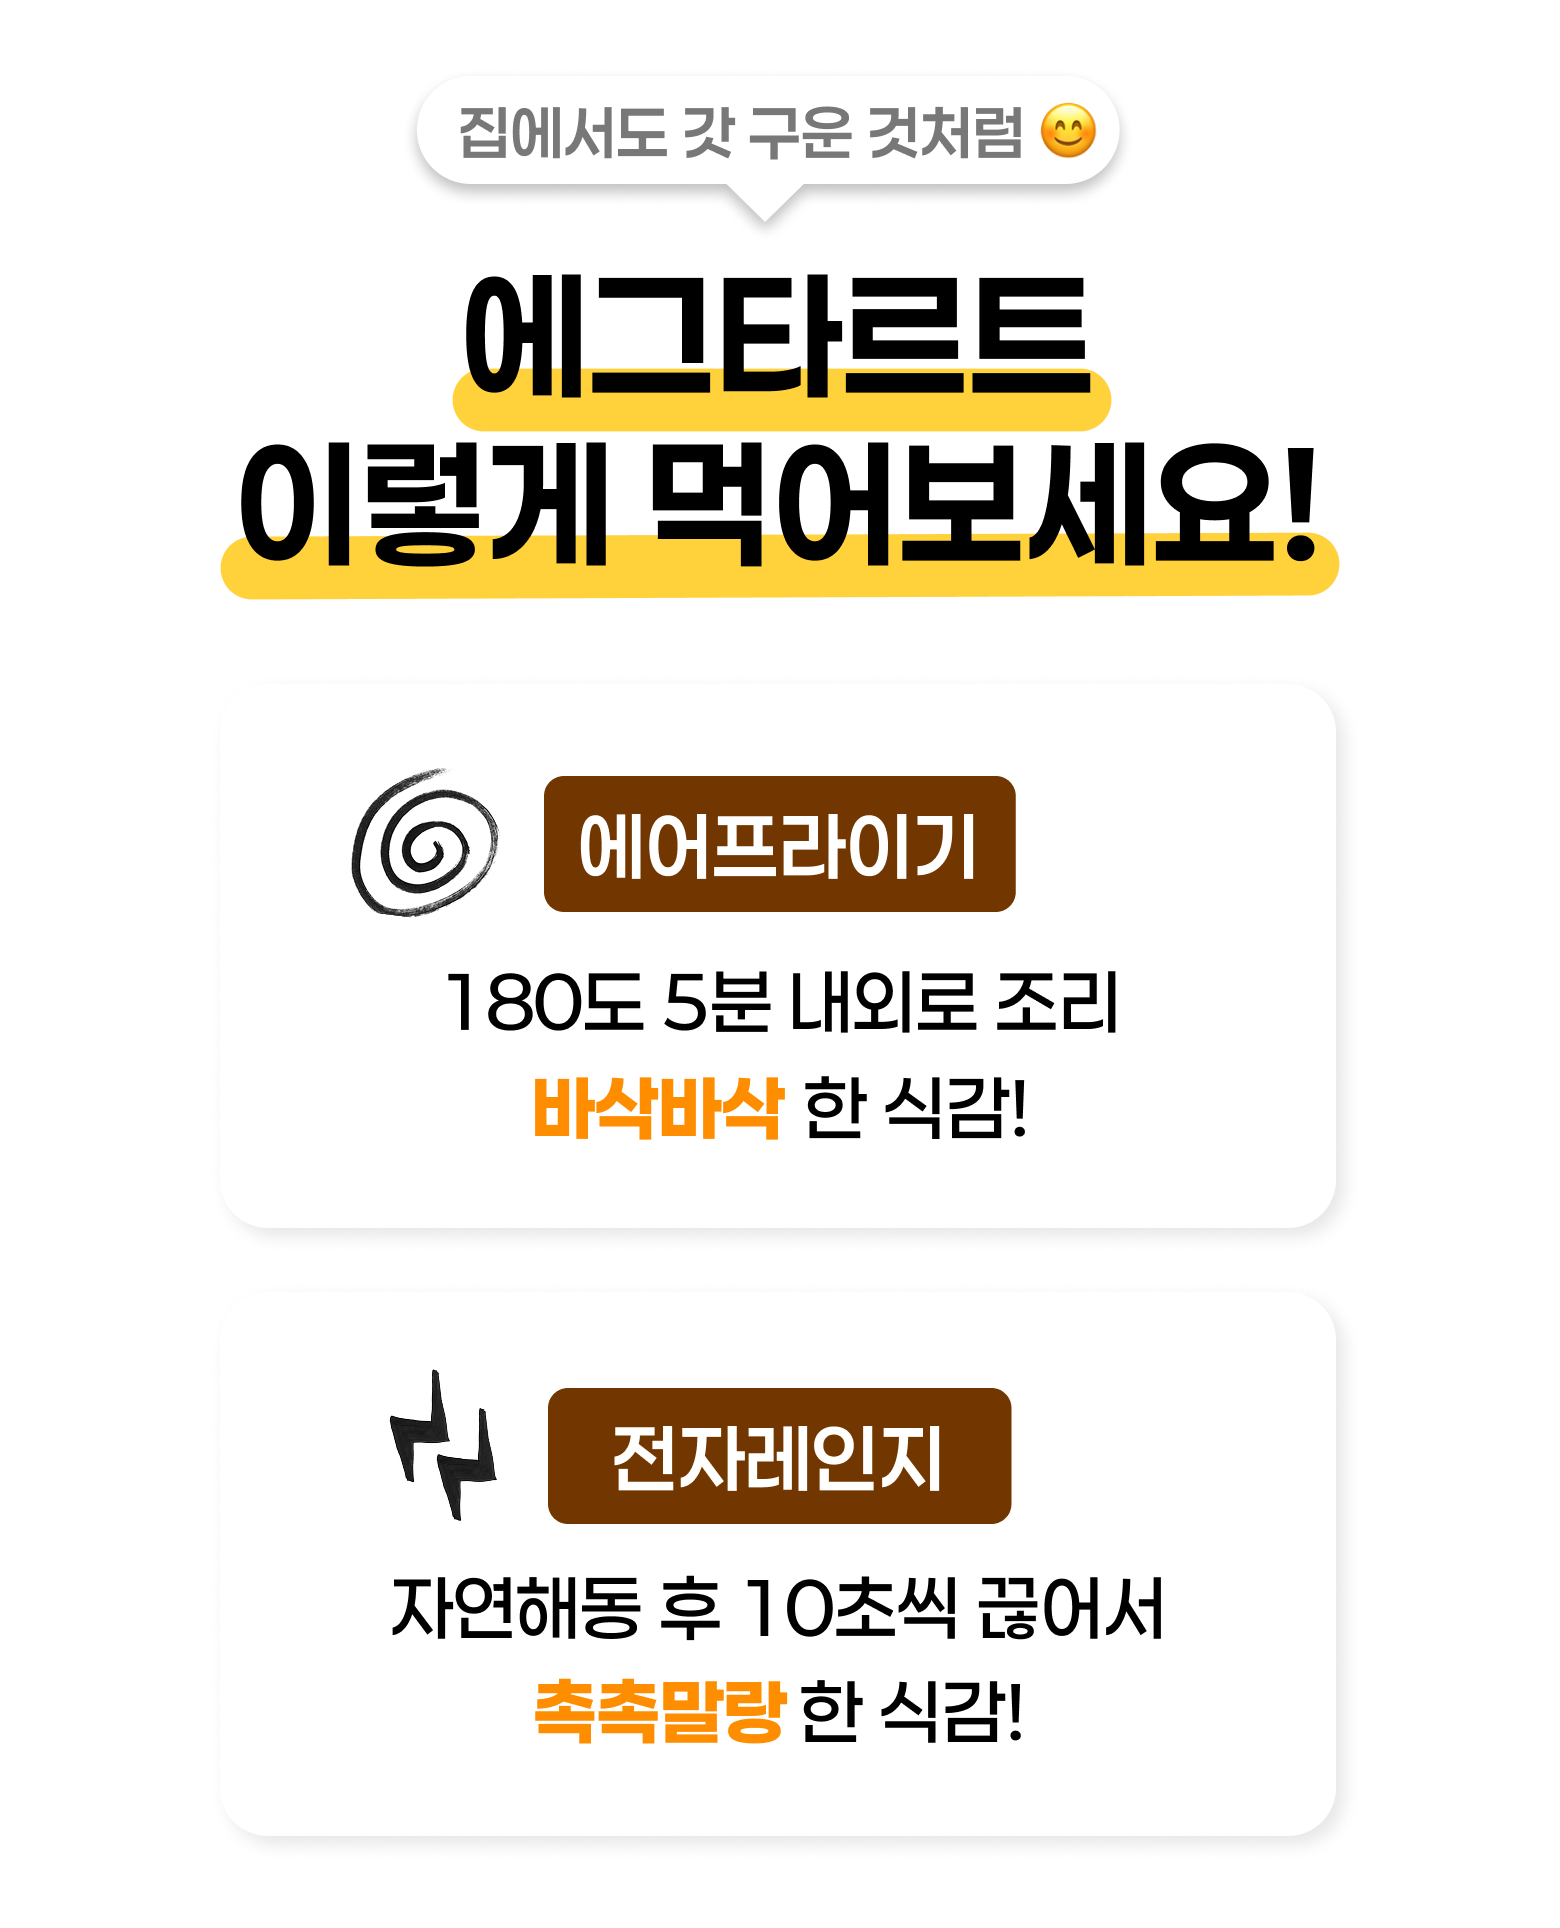 집에서도 갓 구운 것처럼 😊
에그타르트
이렇게 먹어보세요!
에어프라이기
180도 5분 내외로 조리
바삭바삭 한 식감!
전자레인지
자연해동 후 10초씩 끊어서
촉촉말랑 한 식감!